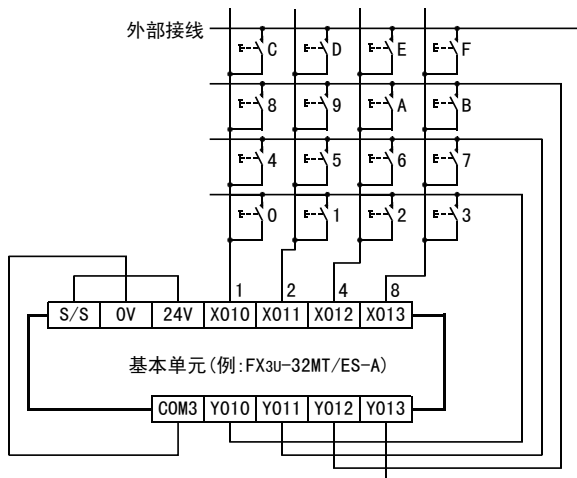 外部接线
C D E F
8 9 A B
4 5 6 7
0 1 2 3
1 2 4 8
S/S 0V 24V X010 X011 X012 X013
基本单元(例:FX3U-32MT/ES-A)
COM3 Y010 Y011 Y012 Y013